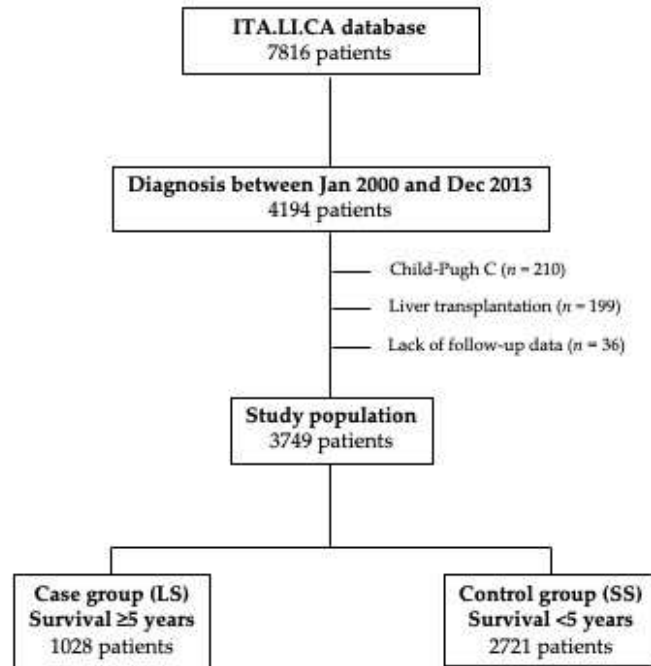 ITA.LI.CA database
7816 patients
Diagnosis between Jan 2000 and Dec 2013
4194 patients
Child-Pugh C (n = 210)
Liver transplantation (n = 199)
Lack of follow-up data (n = 36)
Study population
3749 patients
Case group (LS)
Survival ≥5 years
1028 patients
Control group (SS)
Survival <5 years
2721 patients